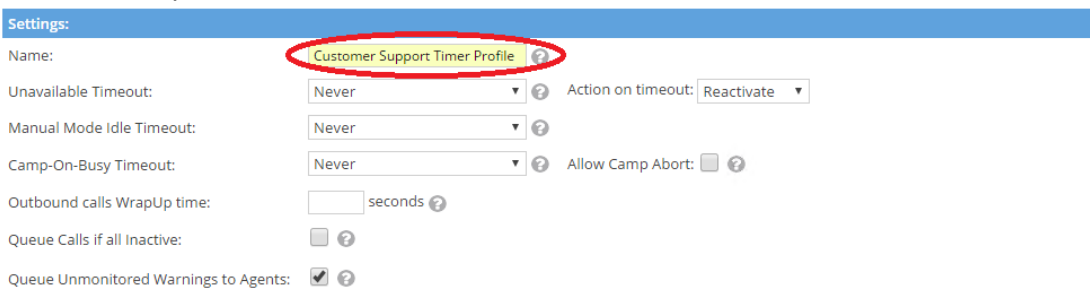 Settings:
Name: Customer Support Timer Profile ?
Unavailable Timeout: Never ? Action on timeout: Reactivate
Manual Mode Idle Timeout: Never ?
Camp-On-Busy Timeout: Never ? Allow Camp Abort: ?
Outbound calls WrapUp time: seconds ?
Queue Calls if all Inactive: ?
Queue Unmonitored Warnings to Agents: ?